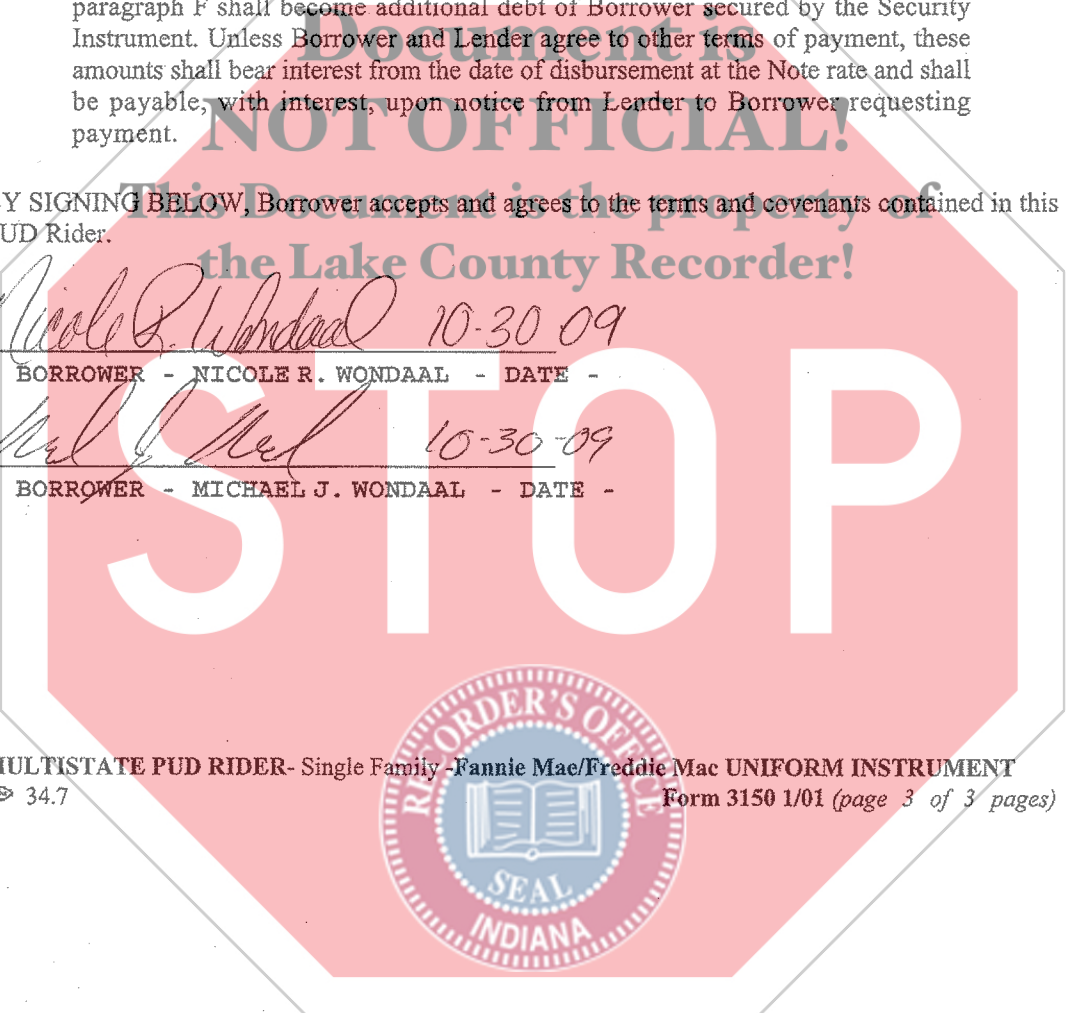 paragraph F shall become additional debt of Borrower secured by the Security
Document is
Instrument. Unless Borrower and Lender agree to other terms of payment, these
amounts shall bear interest from the date of disbursement at the Note rate and shall
be payable, with interest, upon notice from Lender to Borrower requesting
NOT OFFICIAL!
payment.
This Document is the property of
Y SIGNING BELOW, Borrower accepts and agrees to the terms and covenants contained in this
UD Rider.
the Lake County Recorder!
Nicole R. Wondaal 10-30 09
BORROWER - NICOLE R. WONDAAL - DATE -
10-30-09
BORROWER - MICHAEL J. WONDAAL - DATE -
STOP
RECORDER'S OFFICE
IULTISTATE PUD RIDER- Single Family -Fannie Mae/Freddie Mac UNIFORM INSTRUMENT
34.7 Form 3150 1/01 (page 3 of 3 pages)
SEAL
INDIANA